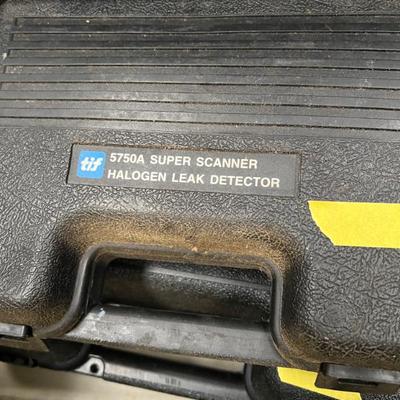 tif
5750A SUPER SCANNER
HALOGEN LEAK DETECTOR